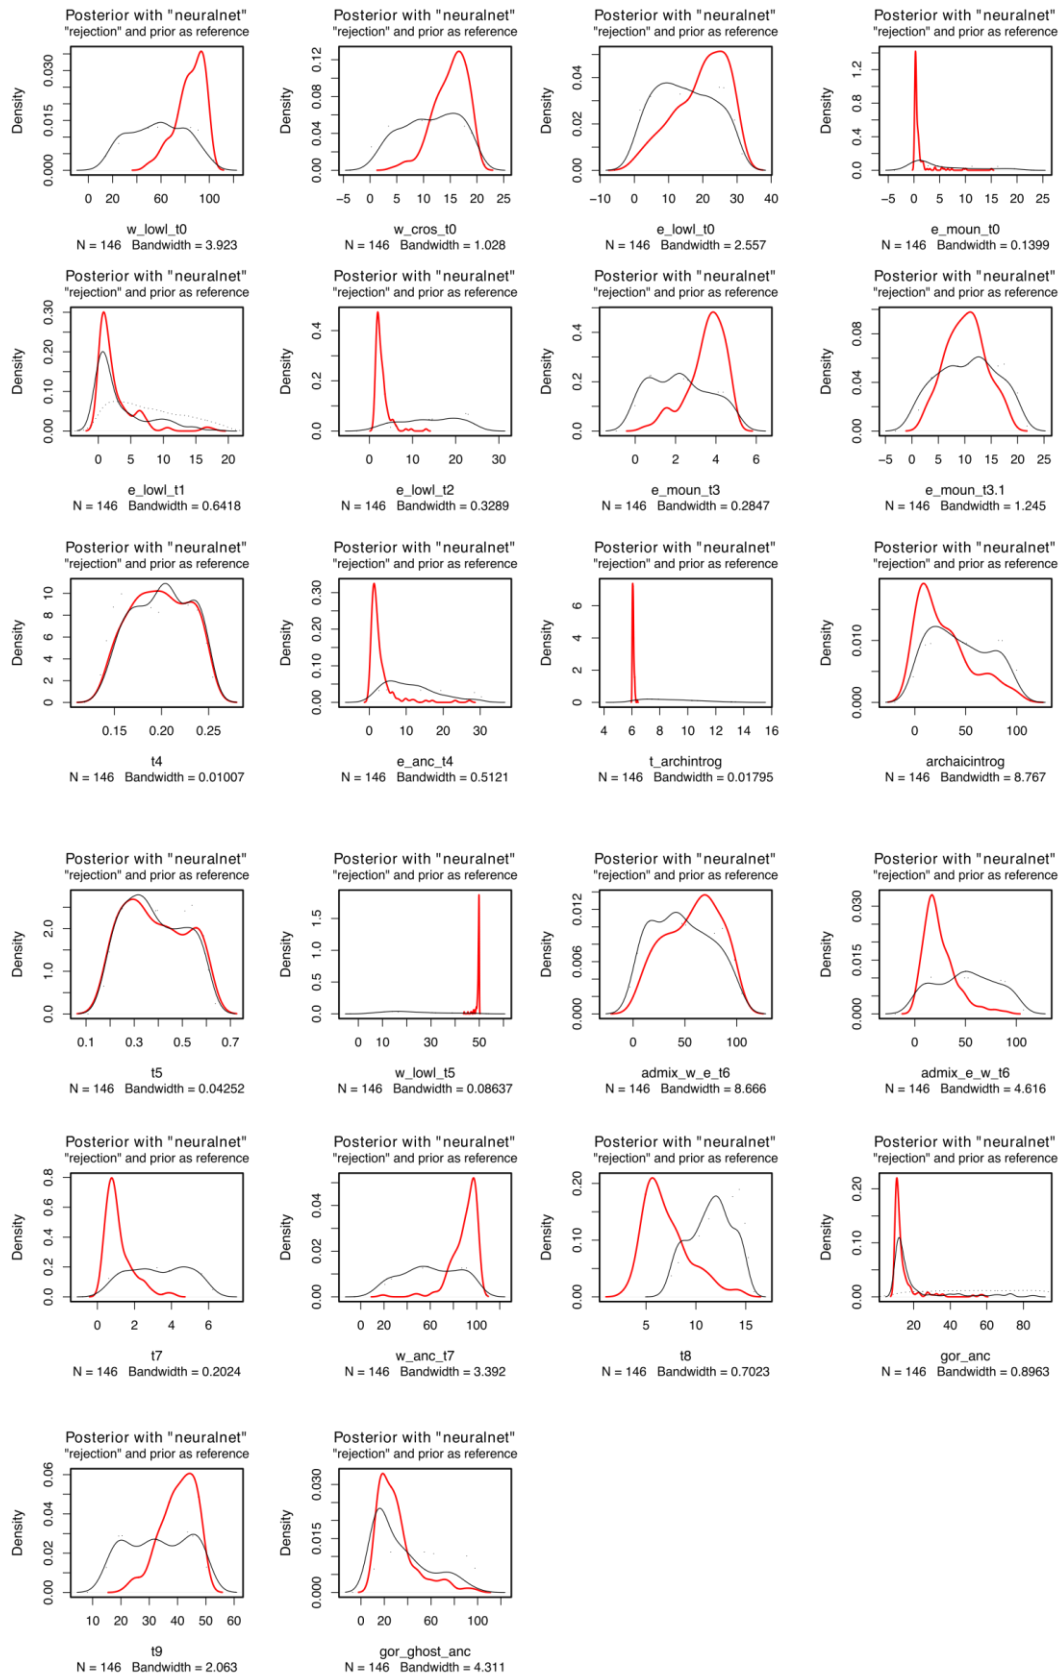 Posterior with "neuralnet"
"rejection" and prior as reference
Density
0.000 0.015 0.030
0 20 60 100
w_lowl_t0
N = 146 Bandwidth = 3.923
Posterior with "neuralnet"
"rejection" and prior as reference
Density
0.00 0.04 0.08 0.12
−5 0 5 10 15 20 25
w_cros_t0
N = 146 Bandwidth = 1.028
Posterior with "neuralnet"
"rejection" and prior as reference
Density
0.00 0.02 0.04
−10 0 10 20 30 40
e_lowl_t0
N = 146 Bandwidth = 2.557
Posterior with "neuralnet"
"rejection" and prior as reference
Density
0.0 0.4 0.8 1.2
−5 0 5 10 15 20 25
e_moun_t0
N = 146 Bandwidth = 0.1399
Posterior with "neuralnet"
"rejection" and prior as reference
Density
0.00 0.10 0.20 0.30
0 5 10 15 20
e_lowl_t1
N = 146 Bandwidth = 0.6418
Posterior with "neuralnet"
"rejection" and prior as reference
Density
0.0 0.2 0.4
0 10 20 30
e_lowl_t2
N = 146 Bandwidth = 0.3289
Posterior with "neuralnet"
"rejection" and prior as reference
Density
0.0 0.2 0.4
0 2 4 6
e_moun_t3
N = 146 Bandwidth = 0.2847
Posterior with "neuralnet"
"rejection" and prior as reference
Density
0.00 0.04 0.08
−5 0 5 10 15 20 25
e_moun_t3.1
N = 146 Bandwidth = 1.245
Posterior with "neuralnet"
"rejection" and prior as reference
Density
0 2 4 6 8 10
0.15 0.20 0.25
t4
N = 146 Bandwidth = 0.01007
Posterior with "neuralnet"
"rejection" and prior as reference
Density
0.00 0.10 0.20 0.30
0 10 20 30
e_anc_t4
N = 146 Bandwidth = 0.5121
Posterior with "neuralnet"
"rejection" and prior as reference
Density
0 2 4 6
4 6 8 10 12 14 16
t_archintrog
N = 146 Bandwidth = 0.01795
Posterior with "neuralnet"
"rejection" and prior as reference
Density
0.000 0.010
0 50 100
archaicintrog
N = 146 Bandwidth = 8.767
Posterior with "neuralnet"
"rejection" and prior as reference
Density
0.0 1.0 2.0
0.1 0.3 0.5 0.7
t5
N = 146 Bandwidth = 0.04252
Posterior with "neuralnet"
"rejection" and prior as reference
Density
0.0 0.5 1.0 1.5
0 10 30 50
w_lowl_t5
N = 146 Bandwidth = 0.08637
Posterior with "neuralnet"
"rejection" and prior as reference
Density
0.000 0.006 0.012
0 50 100
admix_w_e_t6
N = 146 Bandwidth = 8.666
Posterior with "neuralnet"
"rejection" and prior as reference
Density
0.000 0.015 0.030
0 50 100
admix_e_w_t6
N = 146 Bandwidth = 4.616
Posterior with "neuralnet"
"rejection" and prior as reference
Density
0.0 0.2 0.4 0.6 0.8
0 2 4 6
t7
N = 146 Bandwidth = 0.2024
Posterior with "neuralnet"
"rejection" and prior as reference
Density
0.00 0.02 0.04
0 20 60 100
w_anc_t7
N = 146 Bandwidth = 3.392
Posterior with "neuralnet"
"rejection" and prior as reference
Density
0.00 0.10 0.20
5 10 15
t8
N = 146 Bandwidth = 0.7023
Posterior with "neuralnet"
"rejection" and prior as reference
Density
0.00 0.10 0.20
20 40 60 80
gor_anc
N = 146 Bandwidth = 0.8963
Posterior with "neuralnet"
"rejection" and prior as reference
Density
0.00 0.02 0.04 0.06
10 20 30 40 50 60
t9
N = 146 Bandwidth = 2.063
Posterior with "neuralnet"
"rejection" and prior as reference
Density
0.000 0.015 0.030
0 20 60 100
gor_ghost_anc
N = 146 Bandwidth = 4.311